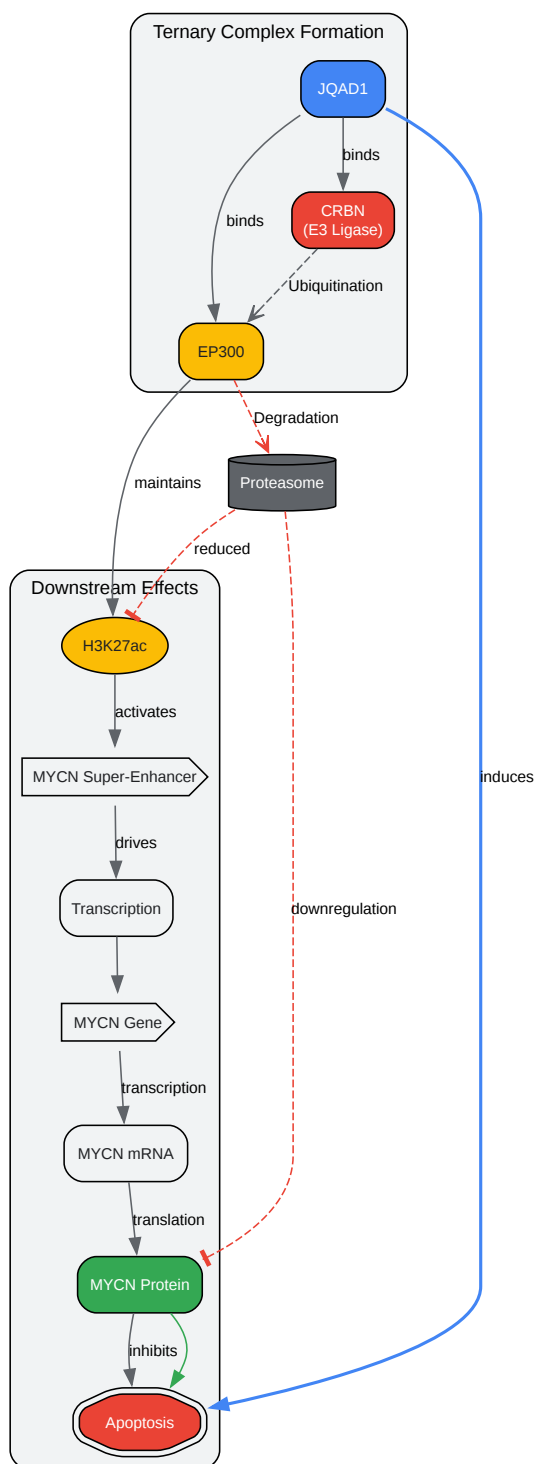 Ternary Complex Formation
JQAD1
binds
CRBN
(E3 Ligase)
binds
Ubiquitination
EP300
Degradation
maintains
Proteasome
reduced
Downstream Effects
H3K27ac
activates
MYCN Super-Enhancer
induces
drives
Transcription
downregulation
MYCN Gene
transcription
MYCN mRNA
translation
MYCN Protein
inhibits
Apoptosis